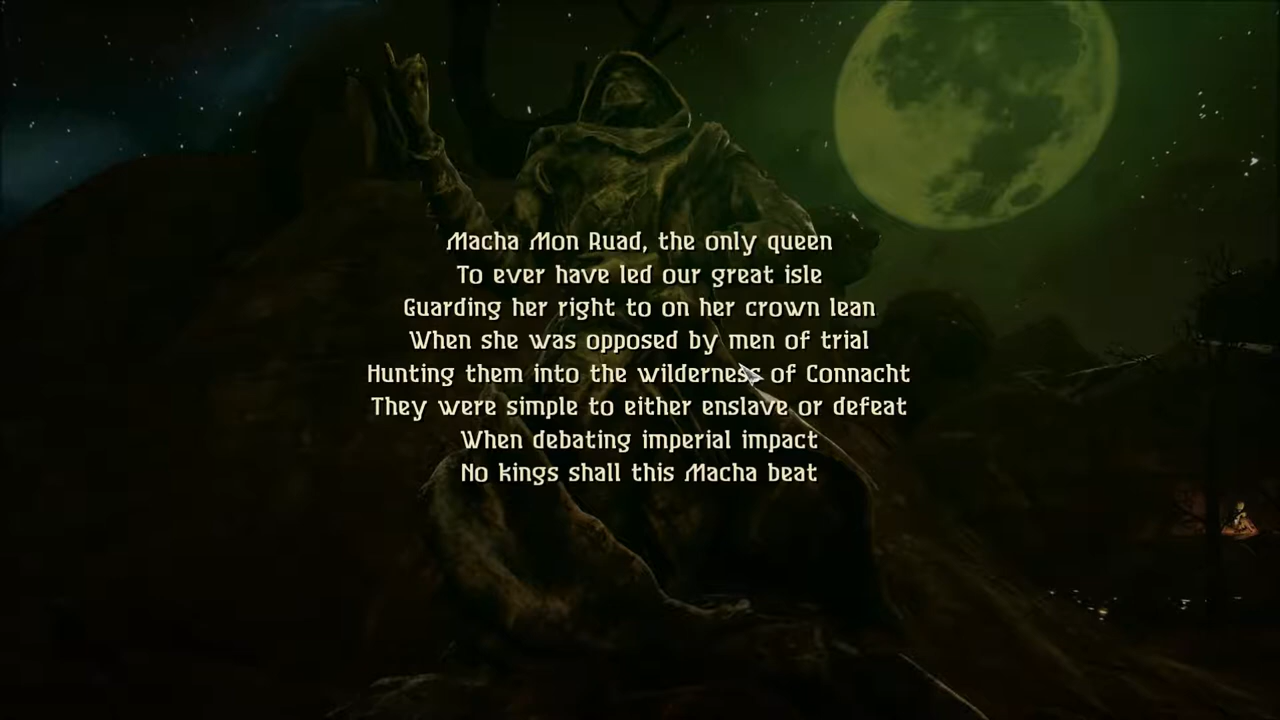 Macha Mon Ruad, the only queen
To ever have led our great isle
Guarding her right to on her crown lean
When she was opposed by men of trial
Hunting them into the wilderness of Connacht
They were simple to either enslave or defeat
When debating imperial impact
No kings shall this Macha beat